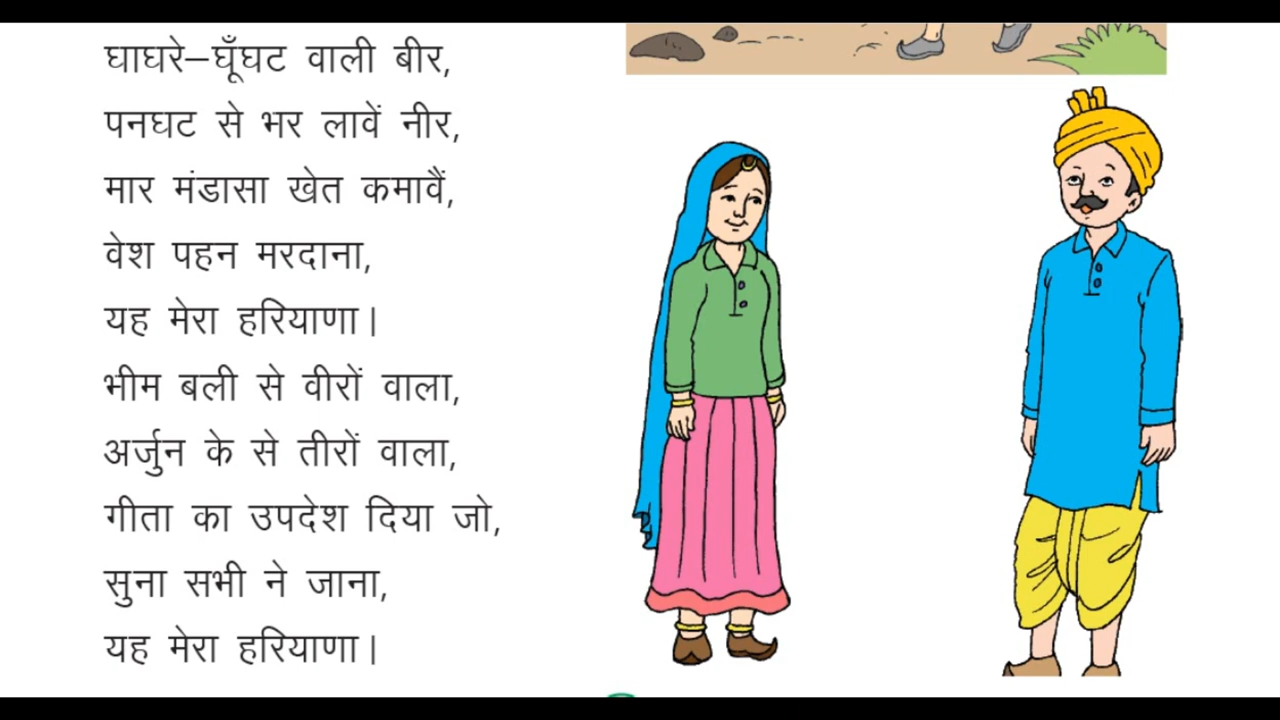 घाघरे–घूँघट वाली बीर,
पनघट से भर लावें नीर,
मार मंडासा खेत कमावैं,
वेश पहन मरदाना,
यह मेरा हरियाणा।
भीम बली से वीरों वाला,
अर्जुन के से तीरों वाला,
गीता का उपदेश दिया जो,
सुना सभी ने जाना,
यह मेरा हरियाणा।